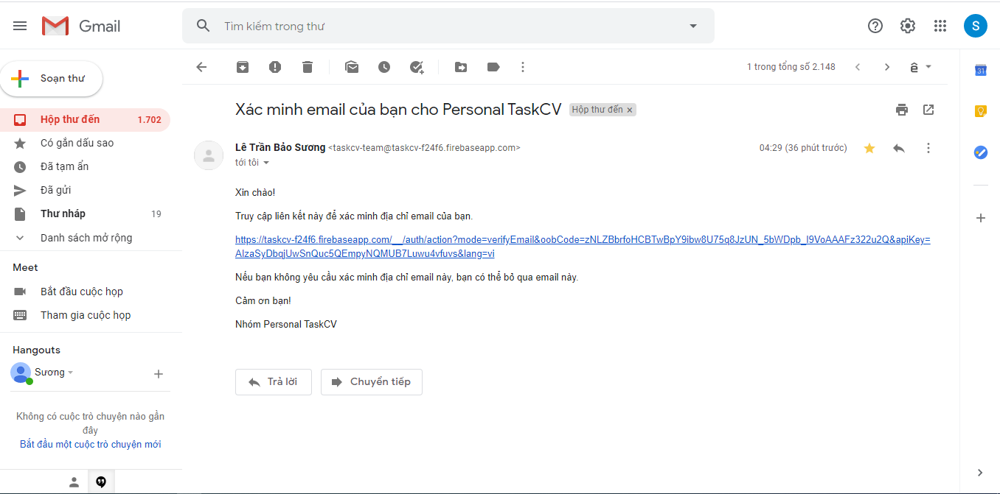 Gmail
Tìm kiếm trong thư
S
Soạn thư
1 trong tổng số 2.148
ê
31
Hộp thư đến 1.702
Có gắn dấu sao
Đã tạm ẩn
Đã gửi
Thư nháp 19
Danh sách mở rộng
Meet
Bắt đầu cuộc họp
Tham gia cuộc họp
Hangouts
Sương
Không có cuộc trò chuyện nào gần
đây
Bắt đầu một cuộc trò chuyện mới
Xác minh email của bạn cho Personal TaskCV Hộp thư đến x
Lê Trần Bảo Sương <taskcv-team@taskcv-f24f6.firebaseapp.com> 04:29 (36 phút trước)
tới tôi
Xin chào!
Truy cập liên kết này để xác minh địa chỉ email của bạn.
https://taskcv-f24f6.firebaseapp.com/__/auth/action?mode=verifyEmail&oobCode=zNLZBbrfoHCBTwBpY9ibw8U75q8JzUN_5bWDpb_I9VoAAAFz322u2Q&apiKey=
AIzaSyDbqjUwSnQuc5QEmpyNQMUB7Luwu4vfuvs&lang=vi
Nếu bạn không yêu cầu xác minh địa chỉ email này, bạn có thể bỏ qua email này.
Cảm ơn bạn!
Nhóm Personal TaskCV
Trả lời
Chuyển tiếp